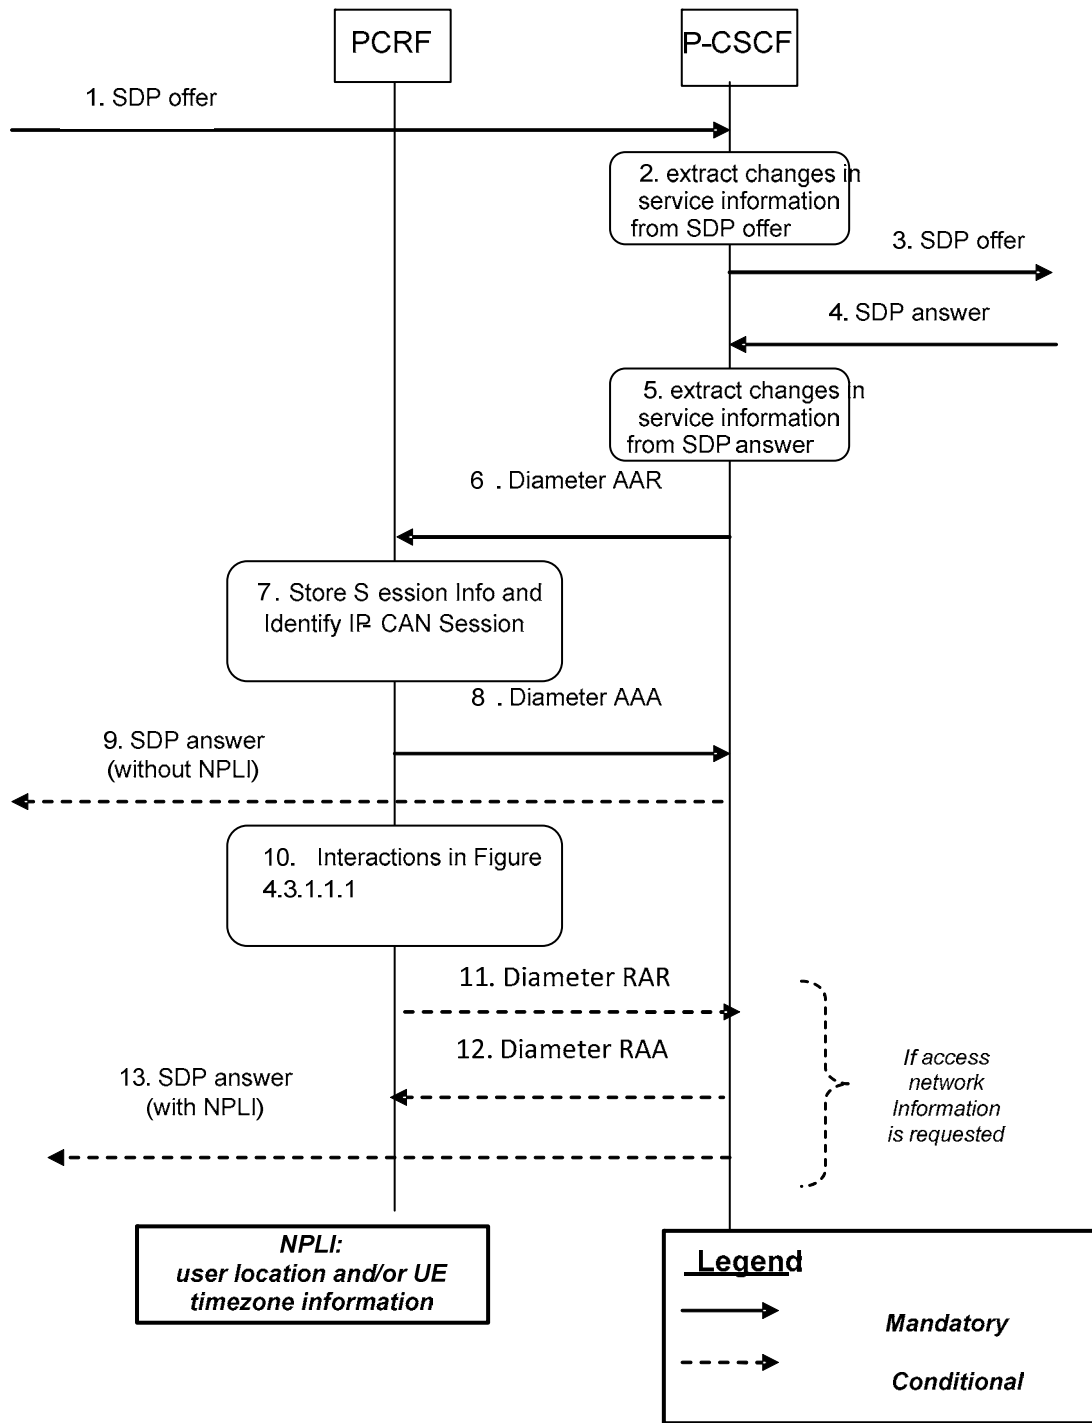 PCRF
P-CSCF
1. SDP offer
2. extract changes in
service information
from SDP offer
3. SDP offer
4. SDP answer
5. extract changes in
service information
from SDP answer
6 . Diameter AAR
7. Store S ession Info and
Identify IP- CAN Session
8 . Diameter AAA
9. SDP answer
(without NPLI)
10. Interactions in Figure
4.3.1.1.1
11. Diameter RAR
12. Diameter RAA
13. SDP answer
(with NPLI)
If access
network
Information
is requested
NPLI:
user location and/or UE
timezone information
Legend
Mandatory
Conditional